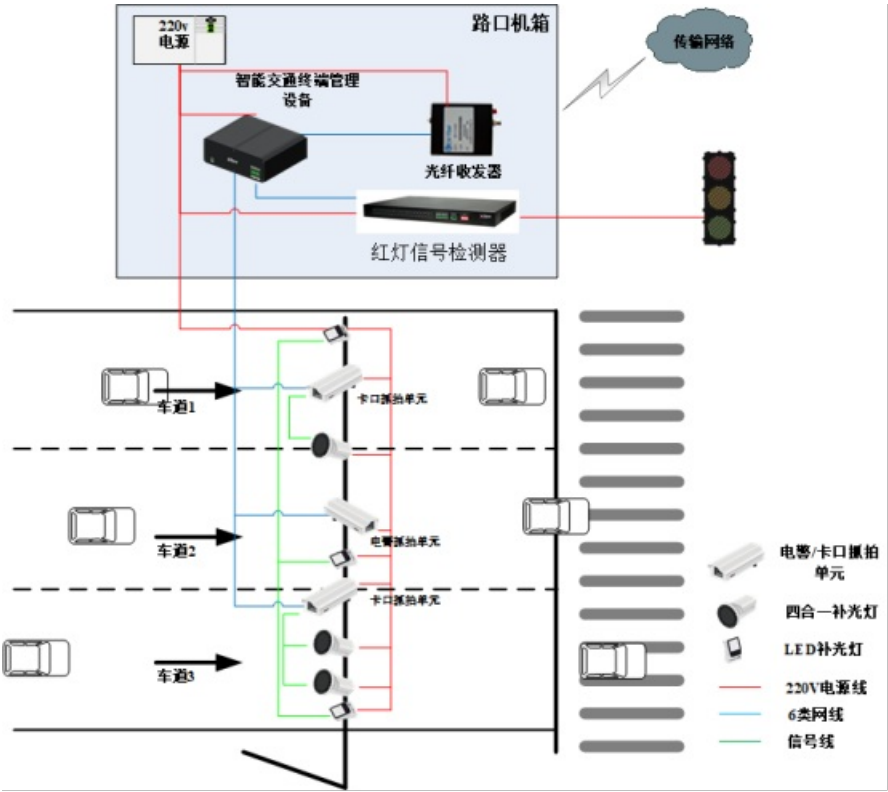 220v
电源
路口机箱
传输网络
智能交通终端管理
设备
光纤收发器
红灯信号检测器
车道1
卡口抓拍单元
车道2
电警抓拍单元
卡口抓拍单元
车道3
电警/卡口抓拍
单元
四合一补光灯
LED补光灯
220V电源线
6类网线
信号线